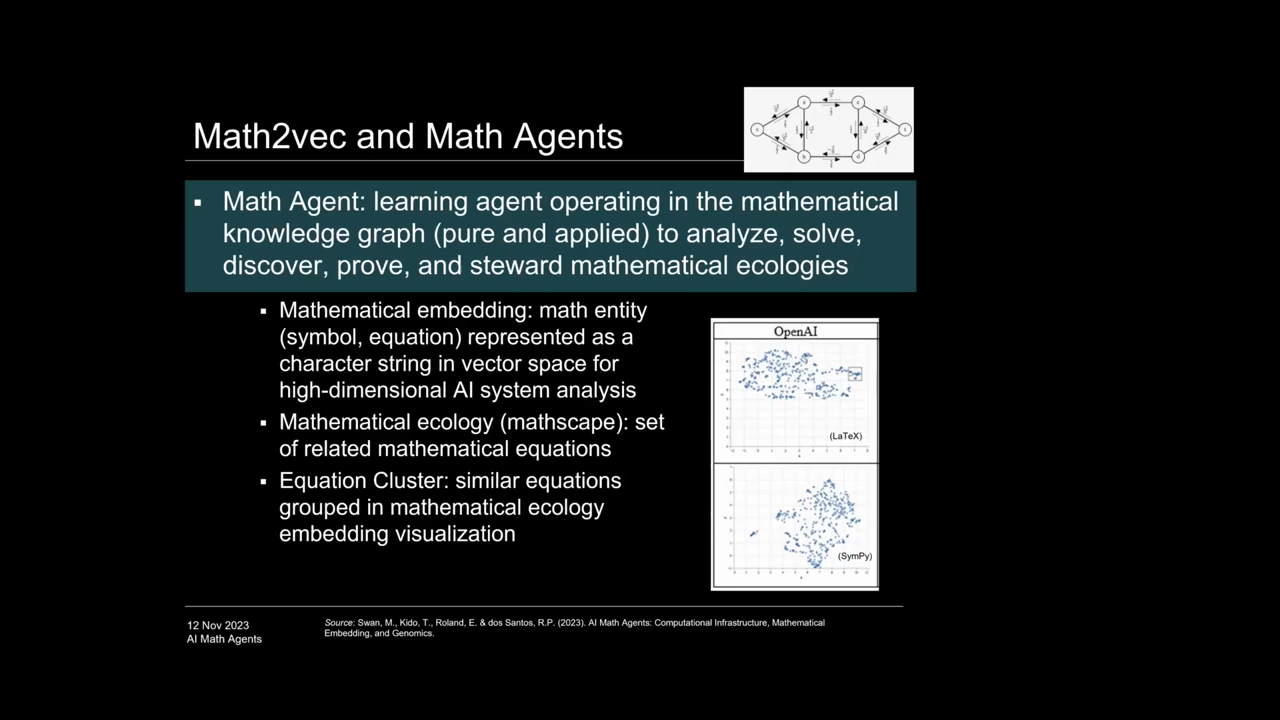 Math2vec and Math Agents
▪ Math Agent: learning agent operating in the mathematical
knowledge graph (pure and applied) to analyze, solve,
discover, prove, and steward mathematical ecologies
▪ Mathematical embedding: math entity
(symbol, equation) represented as a
character string in vector space for
high-dimensional AI system analysis
▪ Mathematical ecology (mathscape): set
of related mathematical equations
▪ Equation Cluster: similar equations
grouped in mathematical ecology
embedding visualization
OpenAI
(LaTeX)
(SymPy)
12 Nov 2023
AI Math Agents
Source: Swan, M., Kido, T., Roland, E. & dos Santos, R.P. (2023). AI Math Agents: Computational Infrastructure, Mathematical
Embedding, and Genomics.